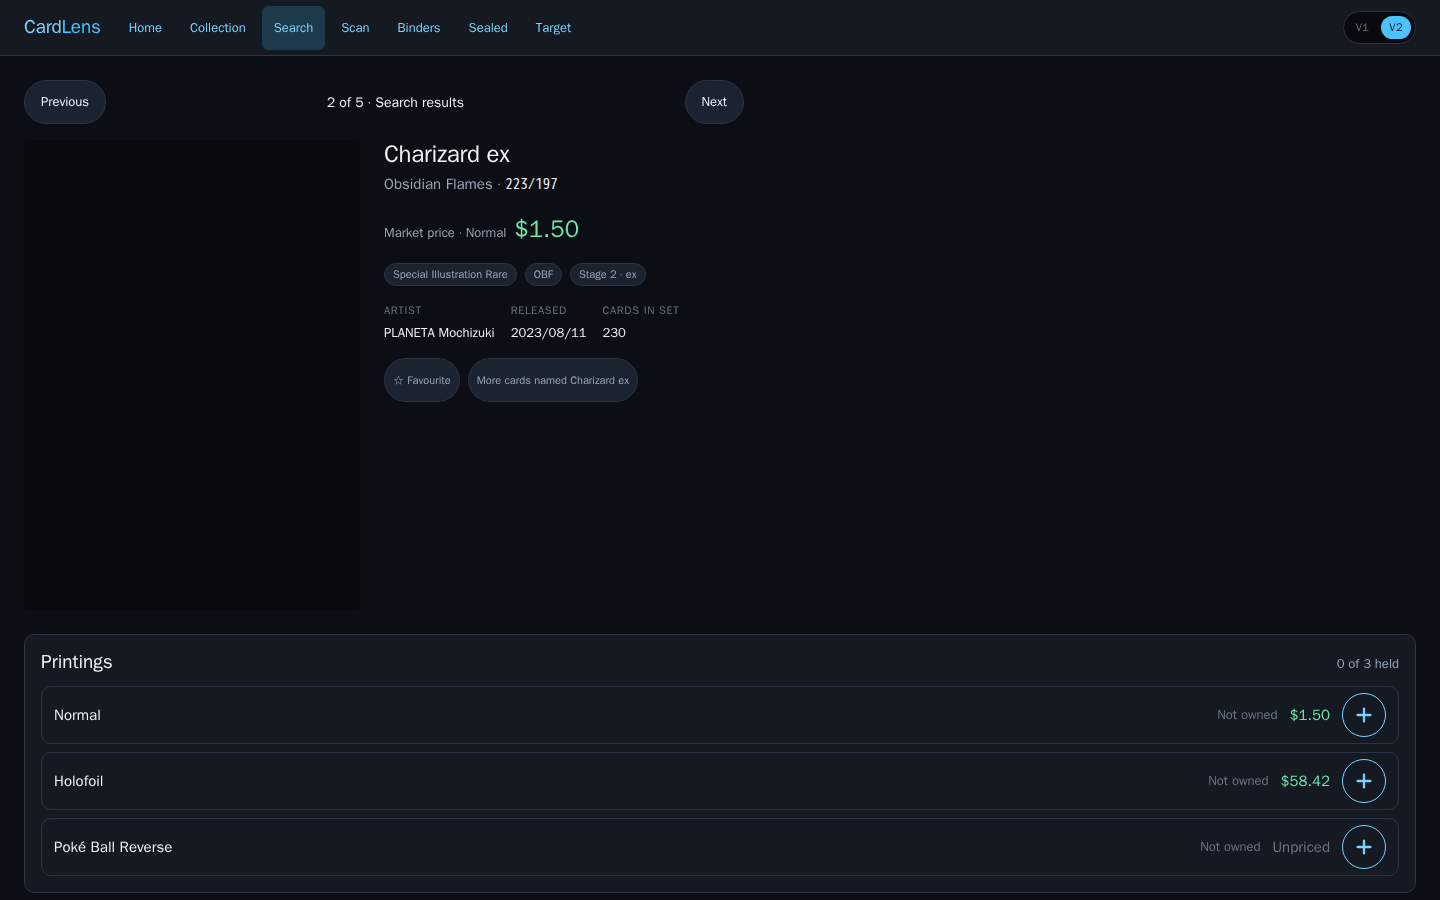 CardLens Home Collection Search Scan Binders Sealed Target V1 V2
Previous 2 of 5 · Search results Next
Charizard ex
Obsidian Flames · 223/197
Market price · Normal $1.50
Special Illustration Rare OBF Stage 2 · ex
ARTIST RELEASED CARDS IN SET
PLANETA Mochizuki 2023/08/11 230
☆ Favourite More cards named Charizard ex
Printings 0 of 3 held
Normal Not owned $1.50 +
Holofoil Not owned $58.42 +
Poké Ball Reverse Not owned Unpriced +